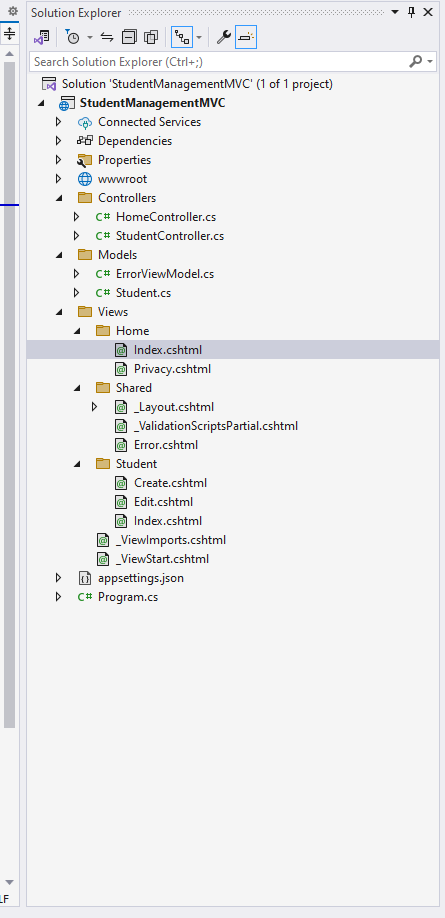 Solution Explorer
Search Solution Explorer (Ctrl+;)
Solution 'StudentManagementMVC' (1 of 1 project)
StudentManagementMVC
Connected Services
Dependencies
Properties
wwwroot
Controllers
C# HomeController.cs
C# StudentController.cs
Models
C# ErrorViewModel.cs
C# Student.cs
Views
Home
Index.cshtml
Privacy.cshtml
Shared
_Layout.cshtml
_ValidationScriptsPartial.cshtml
Error.cshtml
Student
Create.cshtml
Edit.cshtml
Index.cshtml
_ViewImports.cshtml
_ViewStart.cshtml
appsettings.json
C# Program.cs
LF